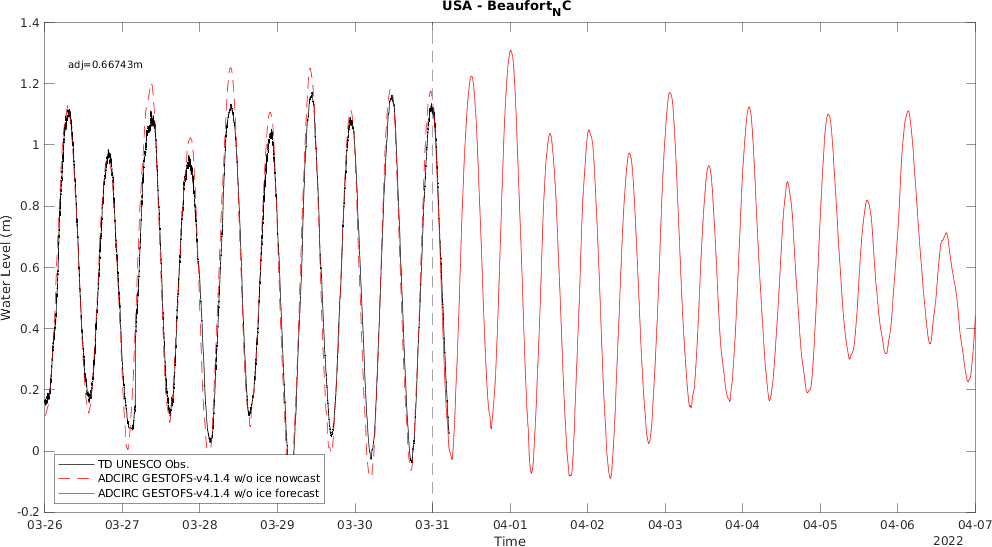 USA - Beaufort_NC
adj=0.66743m
1.4
1.2
1
0.8
0.6
0.4
0.2
0
-0.2
Water Level (m)
TD UNESCO Obs.
ADCIRC GESTOFS-v4.1.4 w/o ice nowcast
ADCIRC GESTOFS-v4.1.4 w/o ice forecast
03-26 03-27 03-28 03-29 03-30 03-31 04-01 04-02 04-03 04-04 04-05 04-06 04-07
Time
2022